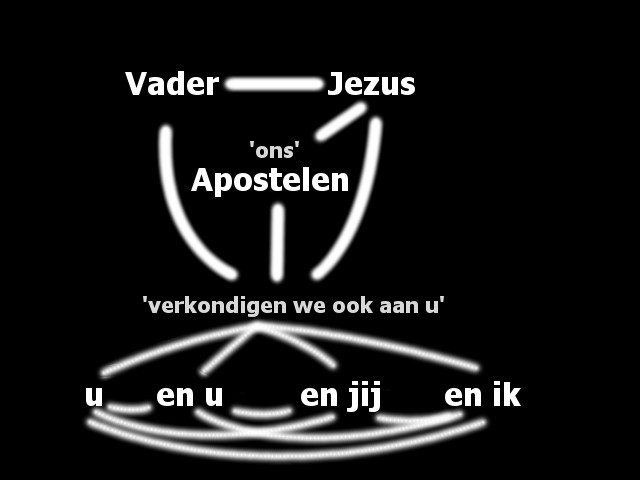 Vader Jezus
'ons'
Apostelen
'verkondigen we ook aan u'
u en u en jij en ik